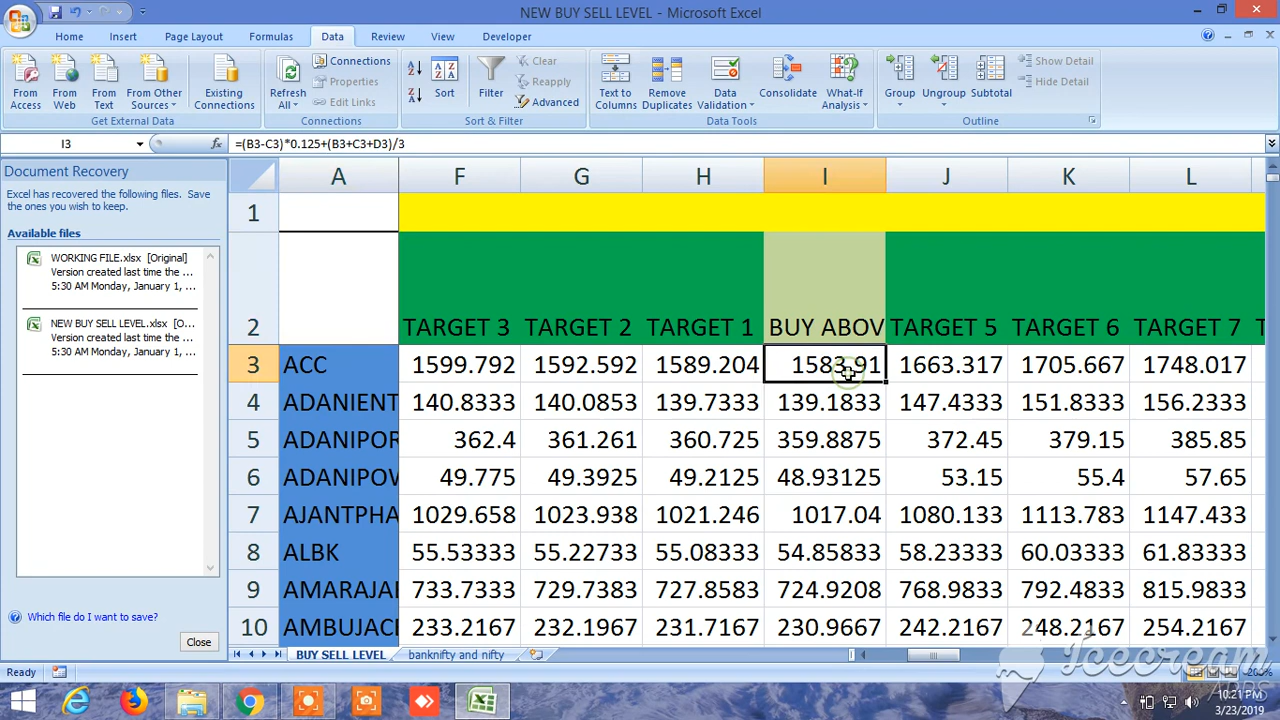 NEW BUY SELL LEVEL - Microsoft Excel
Home Insert Page Layout Formulas Data Review View Developer
From Access
From Web
From Text
From Other Sources
Existing Connections
Get External Data
Refresh All
Connections
Properties
Edit Links
Connections
Sort
Filter
Clear
Reapply
Advanced
Sort & Filter
Text to Columns
Remove Duplicates
Data Validation
Consolidate
What-If Analysis
Data Tools
Group
Ungroup
Subtotal
Show Detail
Hide Detail
Outline
I3 fx =(B3-C3)*0.125+(B3+C3+D3)/3
Document Recovery
Excel has recovered the following files. Save
the ones you wish to keep.
Available files
WORKING FILE.xlsx [Original]
Version created last time the ...
5:30 AM Monday, January 1, ...
NEW BUY SELL LEVEL.xlsx [O...
Version created last time the ...
5:30 AM Monday, January 1, ...
Which file do I want to save?
Close
A F G H I J K L
1
2 TARGET 3 TARGET 2 TARGET 1 BUY ABOV TARGET 5 TARGET 6 TARGET 7
3 ACC 1599.792 1592.592 1589.204 1583.91 1663.317 1705.667 1748.017
4 ADANIENT 140.8333 140.0853 139.7333 139.1833 147.4333 151.8333 156.2333
5 ADANIPOR 362.4 361.261 360.725 359.8875 372.45 379.15 385.85
6 ADANIPOW 49.775 49.3925 49.2125 48.93125 53.15 55.4 57.65
7 AJANTPHA 1029.658 1023.938 1021.246 1017.04 1080.133 1113.783 1147.433
8 ALBK 55.53333 55.22733 55.08333 54.85833 58.23333 60.03333 61.83333
9 AMARAJAI 733.7333 729.7383 727.8583 724.9208 768.9833 792.4833 815.9833
10 AMBUJACE 233.2167 232.1967 231.7167 230.9667 242.2167 248.2167 254.2167
BUY SELL LEVEL banknifty and nifty
Ready 200%
Icecream
APPS
10:21 PM
3/23/2019